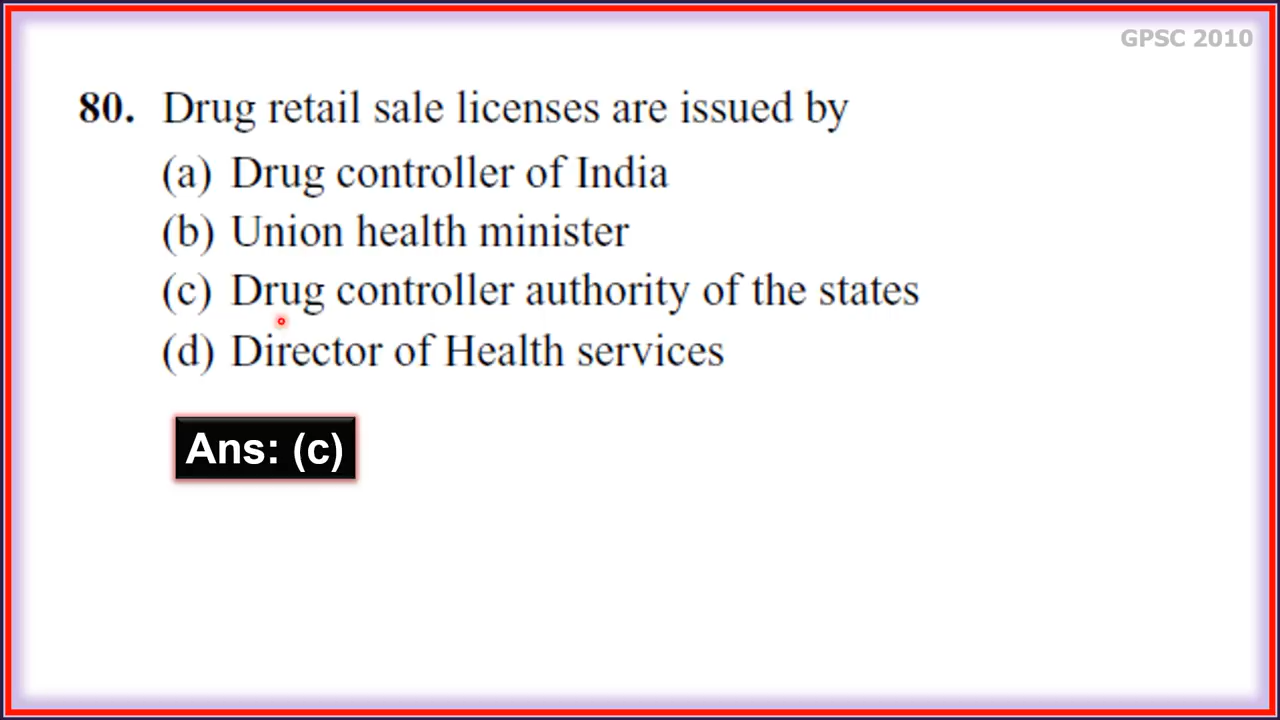 GPSC 2010
80. Drug retail sale licenses are issued by
(a) Drug controller of India
(b) Union health minister
(c) Drug controller authority of the states
(d) Director of Health services
Ans: (c)